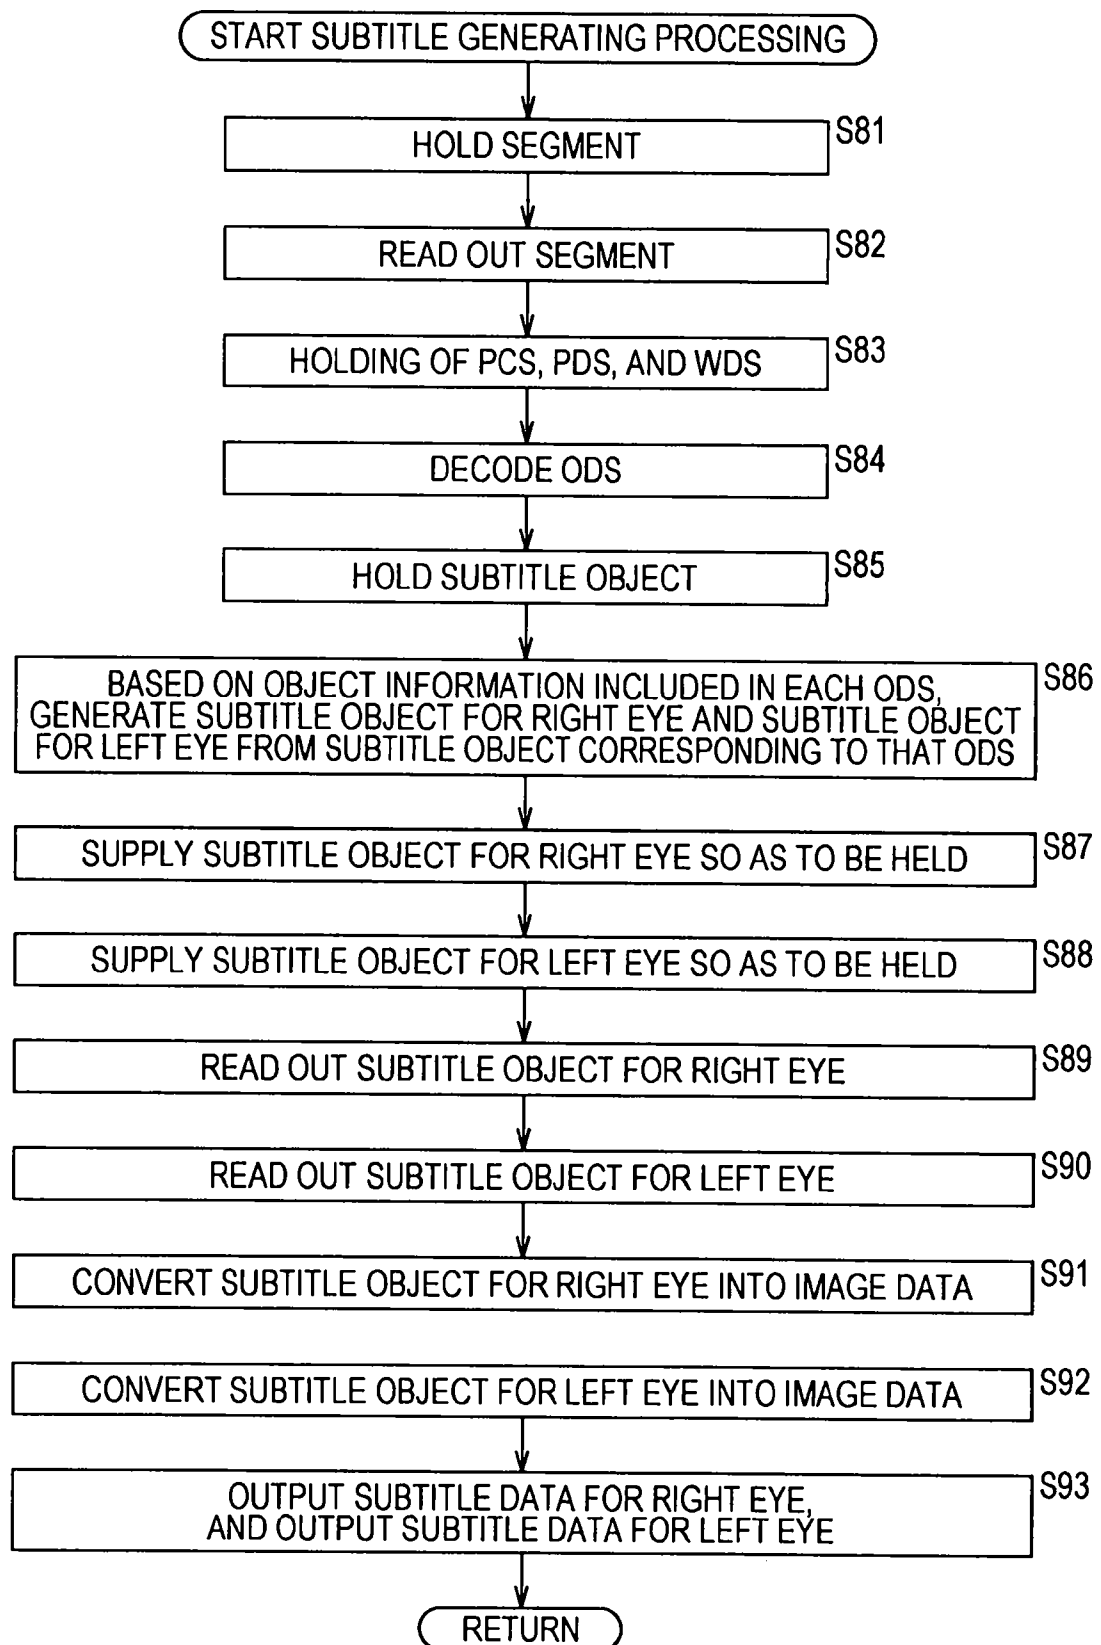 START SUBTITLE GENERATING PROCESSING
S81
HOLD SEGMENT
S82
READ OUT SEGMENT
S83
HOLDING OF PCS, PDS, AND WDS
S84
DECODE ODS
S85
HOLD SUBTITLE OBJECT
S86
BASED ON OBJECT INFORMATION INCLUDED IN EACH ODS,
GENERATE SUBTITLE OBJECT FOR RIGHT EYE AND SUBTITLE OBJECT
FOR LEFT EYE FROM SUBTITLE OBJECT CORRESPONDING TO THAT ODS
S87
SUPPLY SUBTITLE OBJECT FOR RIGHT EYE SO AS TO BE HELD
S88
SUPPLY SUBTITLE OBJECT FOR LEFT EYE SO AS TO BE HELD
S89
READ OUT SUBTITLE OBJECT FOR RIGHT EYE
S90
READ OUT SUBTITLE OBJECT FOR LEFT EYE
S91
CONVERT SUBTITLE OBJECT FOR RIGHT EYE INTO IMAGE DATA
S92
CONVERT SUBTITLE OBJECT FOR LEFT EYE INTO IMAGE DATA
S93
OUTPUT SUBTITLE DATA FOR RIGHT EYE,
AND OUTPUT SUBTITLE DATA FOR LEFT EYE
RETURN